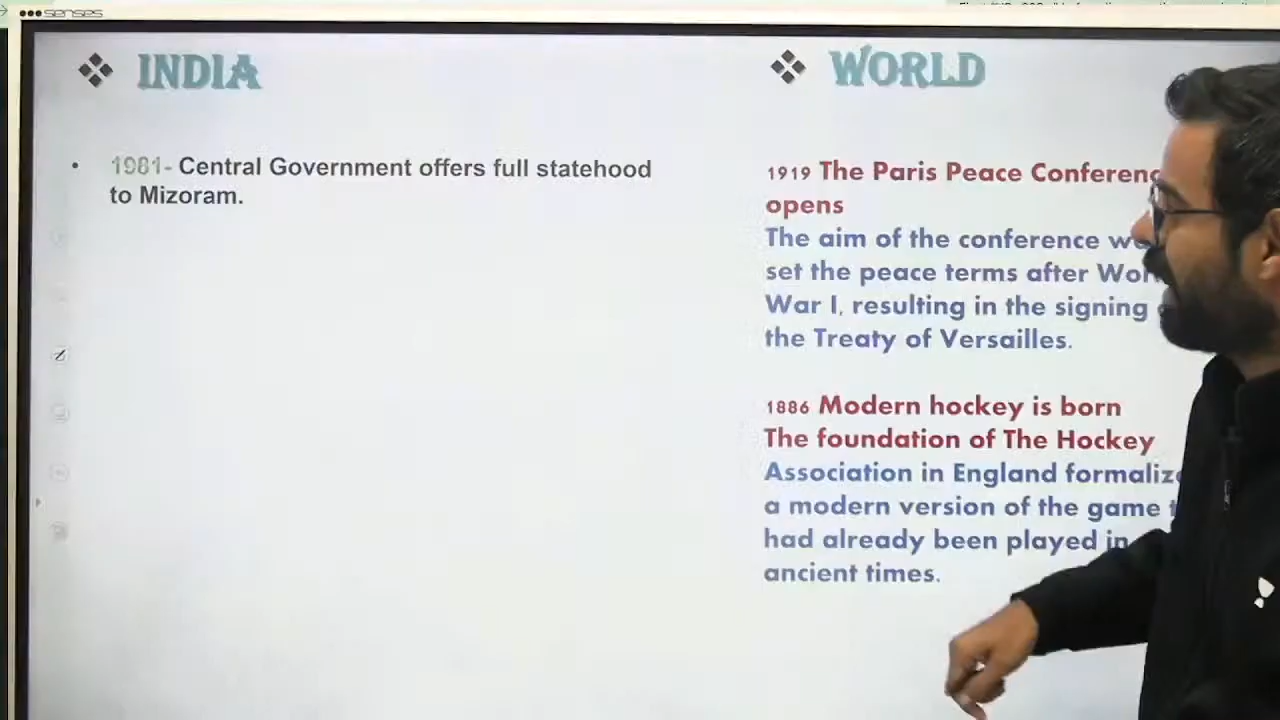 senses
INDIA
1981- Central Government offers full statehood
to Mizoram.
WORLD
1919 The Paris Peace
opens
The aim of the conference
set the peace terms after
War I, resulting in the signing
the Treaty of Versailles.
1886 Modern hockey is born
The foundation of The Hockey
Association in England
a modern version of the game
had already been played in
ancient times.